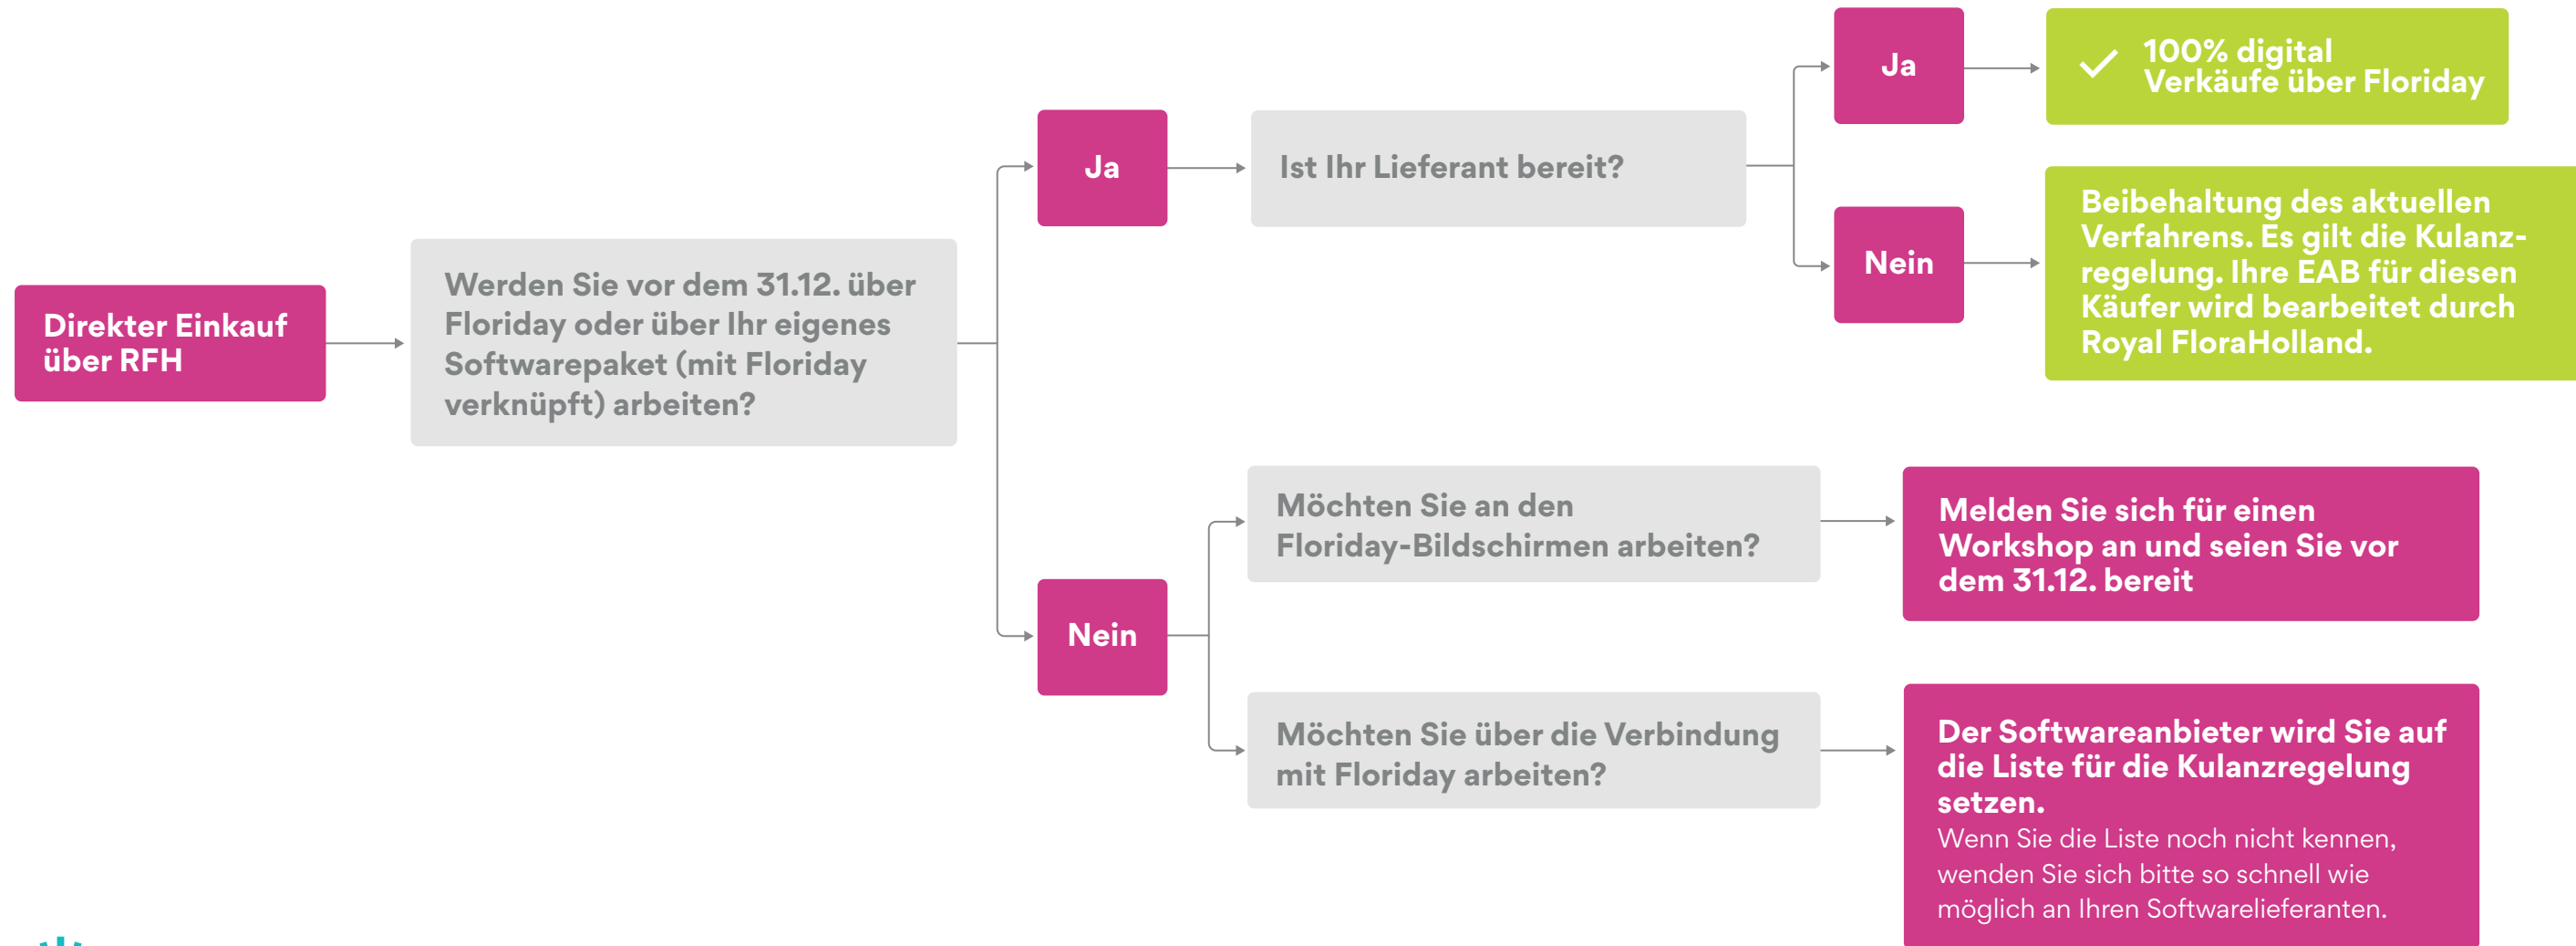 Direkter Einkauf
über RFH
Werden Sie vor dem 31.12. über
Floriday oder über Ihr eigenes
Softwarepaket (mit Floriday
verknüpft) arbeiten?
Ja
Ist Ihr Lieferant bereit?
Ja
100% digital
Verkäufe über Floriday
Nein
Beibehaltung des aktuellen
Verfahrens. Es gilt die Kulanz-
regelung. Ihre EAB für diesen
Käufer wird bearbeitet durch
Royal FloraHolland.
Nein
Möchten Sie an den
Floriday-Bildschirmen arbeiten?
Melden Sie sich für einen
Workshop an und seien Sie vor
dem 31.12. bereit
Möchten Sie über die Verbindung
mit Floriday arbeiten?
Der Softwareanbieter wird Sie auf
die Liste für die Kulanzregelung
setzen.
Wenn Sie die Liste noch nicht kennen,
wenden Sie sich bitte so schnell wie
möglich an Ihren Softwarelieferanten.